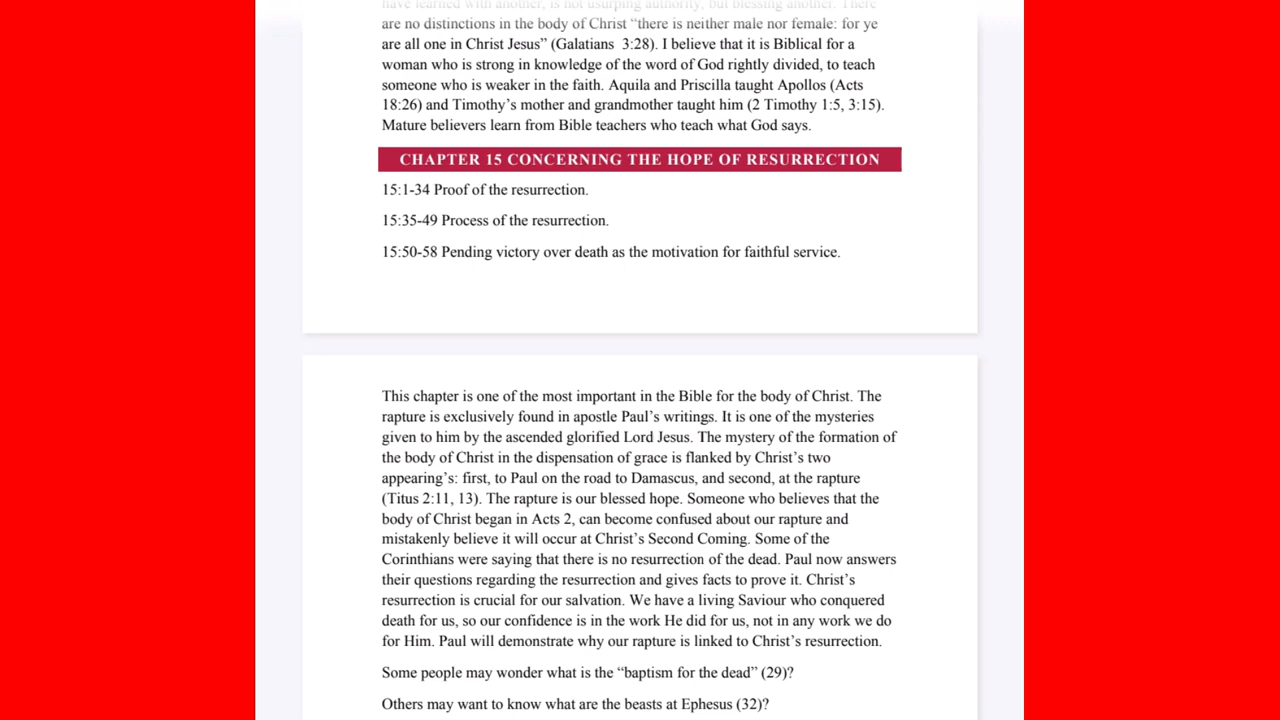 have learned with another, is not usurping authority, but blessing another. There
are no distinctions in the body of Christ “there is neither male nor female: for ye
are all one in Christ Jesus” (Galatians  3:28). I believe that it is Biblical for a
woman who is strong in knowledge of the word of God rightly divided, to teach
someone who is weaker in the faith. Aquila and Priscilla taught Apollos (Acts
18:26) and Timothy’s mother and grandmother taught him (2 Timothy 1:5, 3:15).
Mature believers learn from Bible teachers who teach what God says.
CHAPTER 15 CONCERNING THE HOPE OF RESURRECTION
15:1-34 Proof of the resurrection.
15:35-49 Process of the resurrection.
15:50-58 Pending victory over death as the motivation for faithful service.
This chapter is one of the most important in the Bible for the body of Christ. The
rapture is exclusively found in apostle Paul’s writings. It is one of the mysteries
given to him by the ascended glorified Lord Jesus. The mystery of the formation of
the body of Christ in the dispensation of grace is flanked by Christ’s two
appearing’s: first, to Paul on the road to Damascus, and second, at the rapture
(Titus 2:11, 13). The rapture is our blessed hope. Someone who believes that the
body of Christ began in Acts 2, can become confused about our rapture and
mistakenly believe it will occur at Christ’s Second Coming. Some of the
Corinthians were saying that there is no resurrection of the dead. Paul now answers
their questions regarding the resurrection and gives facts to prove it. Christ’s
resurrection is crucial for our salvation. We have a living Saviour who conquered
death for us, so our confidence is in the work He did for us, not in any work we do
for Him. Paul will demonstrate why our rapture is linked to Christ’s resurrection.
Some people may wonder what is the “baptism for the dead” (29)?
Others may want to know what are the beasts at Ephesus (32)?